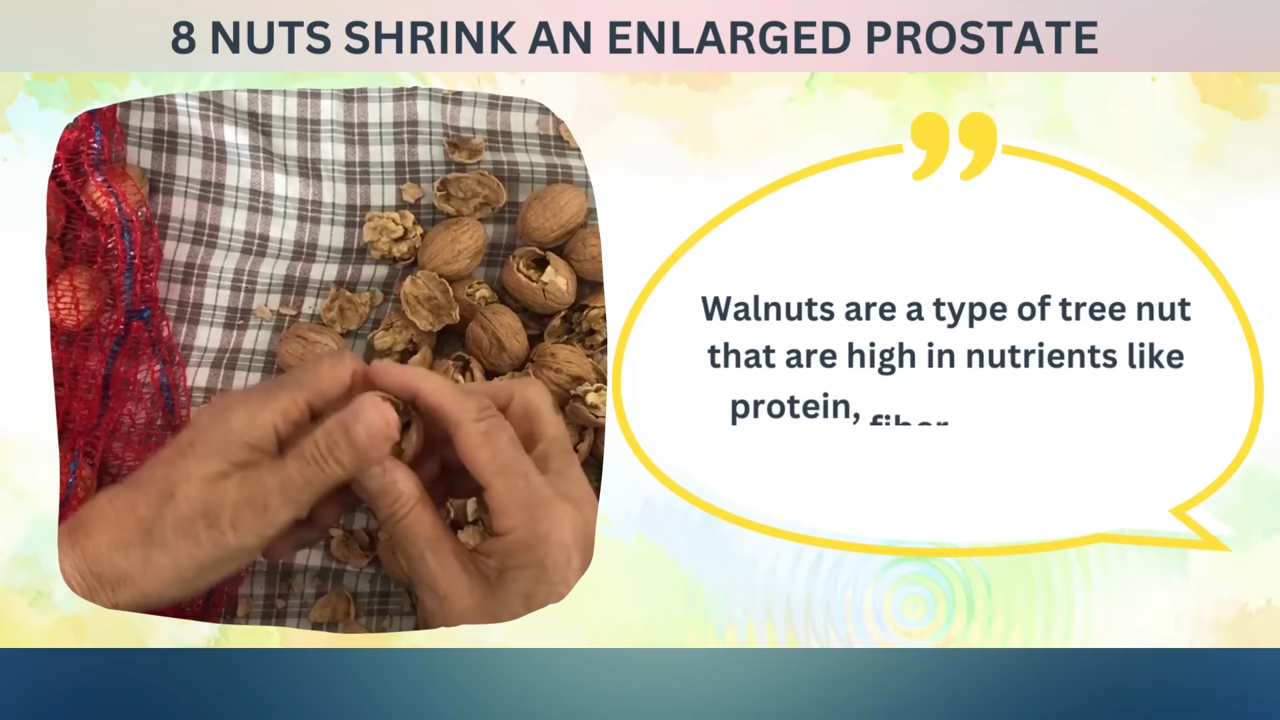 8 NUTS SHRINK AN ENLARGED PROSTATE
Walnuts are a type of tree nut
that are high in nutrients like
protein, fiber